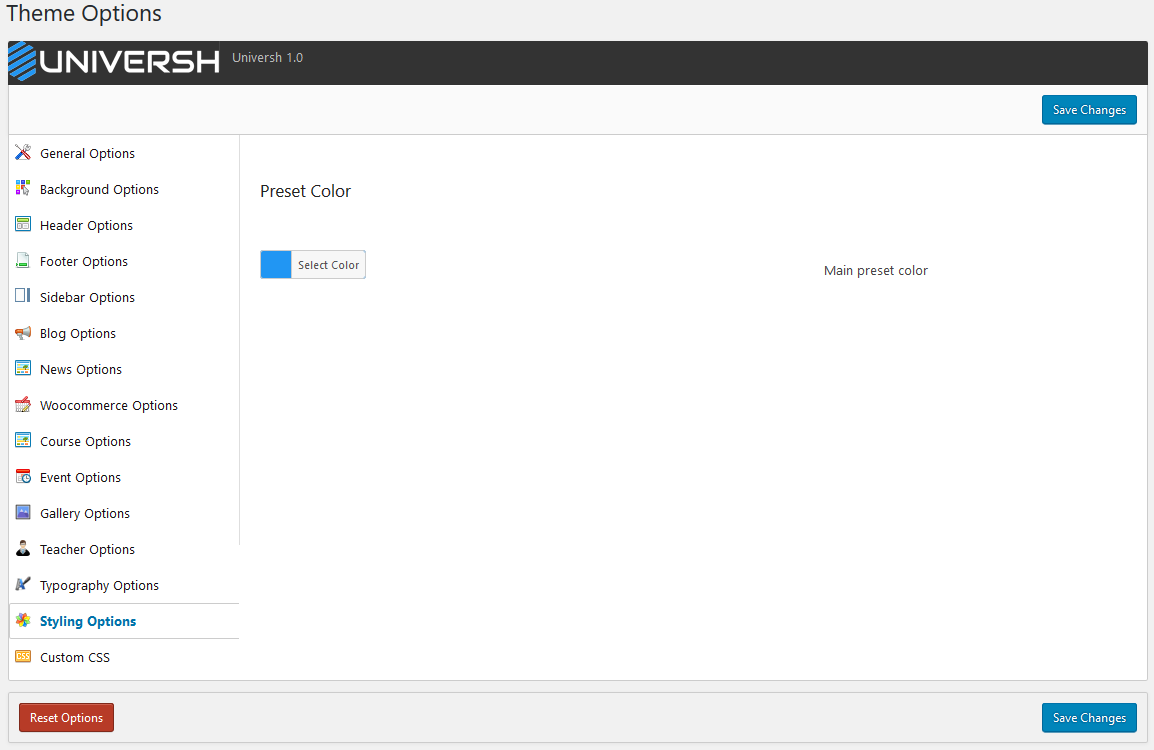 Theme Options
UNIVERSH
Universh 1.0
Save Changes
General Options
Background Options
Header Options
Footer Options
Sidebar Options
Blog Options
News Options
Woocommerce Options
Course Options
Event Options
Gallery Options
Teacher Options
Typography Options
Styling Options
CSS
Custom CSS
Preset Color
Select Color
Main preset color
Reset Options
Save Changes